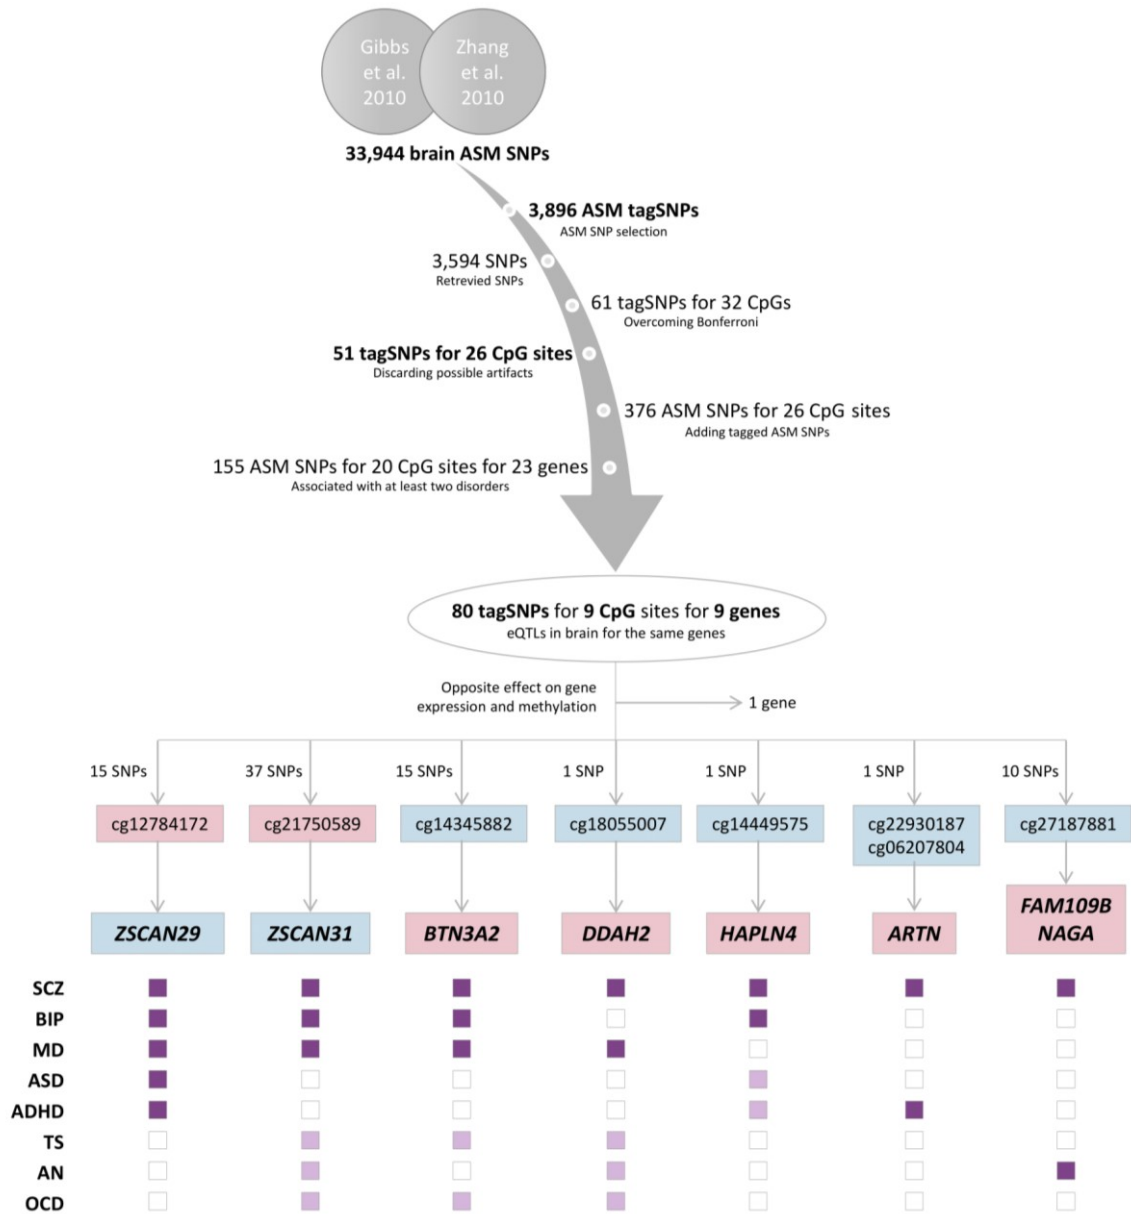 Gibbs
et al.
2010
Zhang
et al.
2010
33,944 brain ASM SNPs
3,896 ASM tagSNPs
ASM SNP selection
3,594 SNPs
Retrevied SNPs
61 tagSNPs for 32 CpGs
Overcoming Bonferroni
51 tagSNPs for 26 CpG sites
Discarding possible artifacts
376 ASM SNPs for 26 CpG sites
Adding tagged ASM SNPs
155 ASM SNPs for 20 CpG sites for 23 genes
Associated with at least two disorders
80 tagSNPs for 9 CpG sites for 9 genes
eQTLs in brain for the same genes
Opposite effect on gene
expression and methylation
1 gene
15 SNPs
37 SNPs
15 SNPs
1 SNP
1 SNP
1 SNP
10 SNPs
cg12784172
cg21750589
cg14345882
cg18055007
cg14449575
cg22930187
cg06207804
cg27187881
ZSCAN29
ZSCAN31
BTN3A2
DDAH2
HAPLN4
ARTN
FAM109B
NAGA
SCZ
BIP
MD
ASD
ADHD
TS
AN
OCD